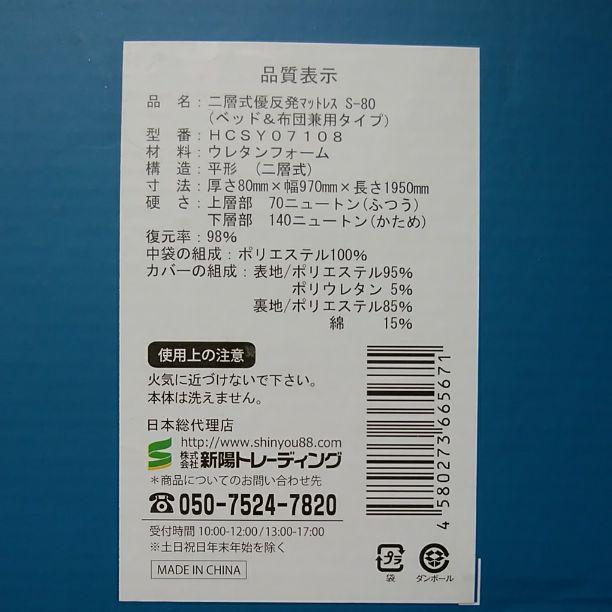 品質表示
品　名：二層式優反発マットレス S-80
（ベッド＆布団兼用タイプ）
型　番：HCSY07108
材　料：ウレタンフォーム
構　造：平形　（二層式）
寸　法：厚さ80mm×幅970mm×長さ1950mm
硬　さ：上層部　70ニュートン(ふつう)
下層部　140ニュートン(かため)
復元率：98%
中袋の組成：ポリエステル100%
カバーの組成：表地/ポリエステル95%
ポリウレタン 5%
裏地/ポリエステル85%
綿　15%
使用上の注意
火気に近づけないで下さい。
本体は洗えません。
日本総代理店
http://www.shinyou88.com
株式会社 新陽トレーディング
＊商品についてのお問い合わせ先
050-7524-7820
受付時間 10:00-12:00/13:00-17:00
※土日祝日年末年始を除く
MADE IN CHINA
4580273665671
プラ
袋
ダンボール